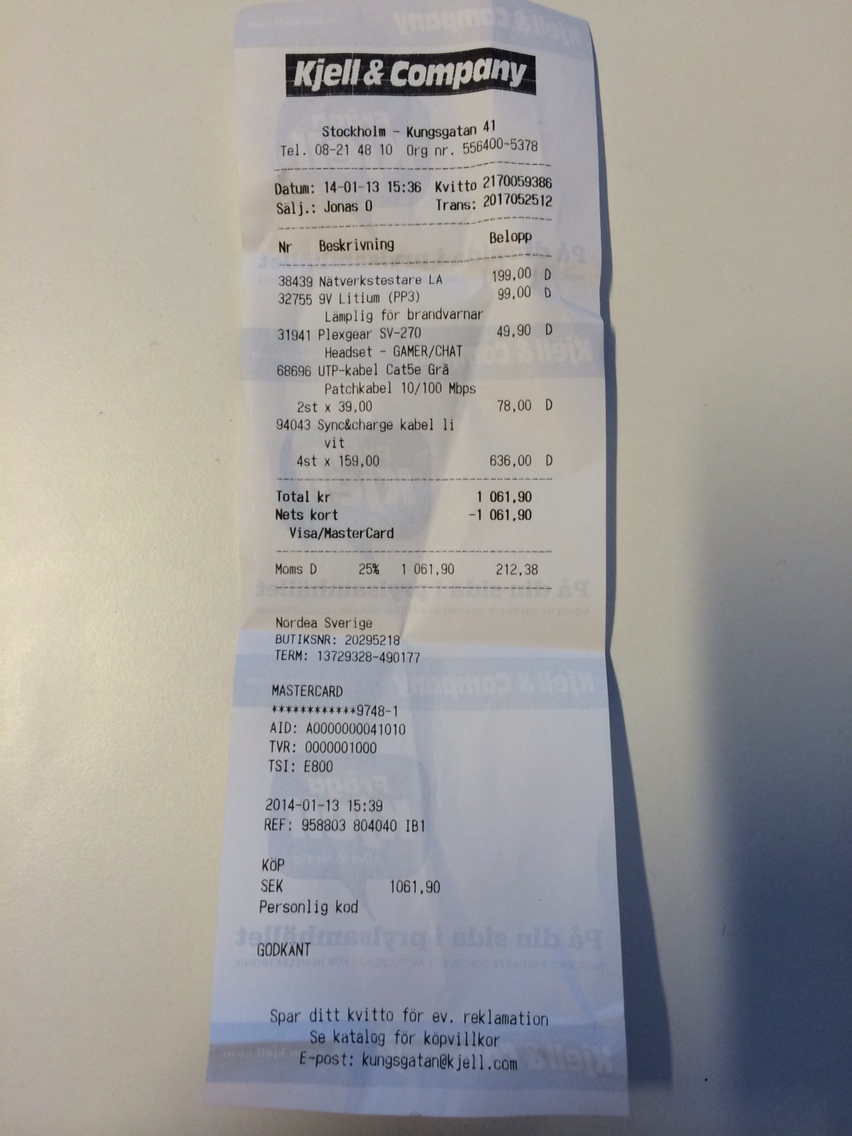 Kjell & Company
Stockholm - Kungsgatan 41
Tel. 08-21 48 10 Org nr. 556400-5378
Datum: 14-01-13 15:36 Kvitto 2170059386
Sälj.: Jonas O Trans: 2017052512
Nr Beskrivning Belopp
38439 Nätverkstestare LA 199,00 D
32755 9V Litium (PP3) 99,00 D
Lämplig för brandvarnar
31941 Plexgear SV-270 49,90 D
Headset - GAMER/CHAT
68696 UTP-kabel Cat5e Grå
Patchkabel 10/100 Mbps
2st x 39,00 78,00 D
94043 Sync&charge kabel li
vit
4st x 159,00 636,00 D
Total kr 1 061,90
Nets kort -1 061,90
Visa/MasterCard
Moms D 25% 1 061,90 212,38
Nordea Sverige
BUTIKSNR: 20295218
TERM: 13729328-490177
MASTERCARD
************9748-1
AID: A0000000041010
TVR: 0000001000
TSI: E800
2014-01-13 15:39
REF: 958803 804040 IB1
KÖP
SEK 1061,90
Personlig kod
GODKÄNT
Spar ditt kvitto för ev. reklamation
Se katalog för köpvillkor
E-post: kungsgatan@kjell.com